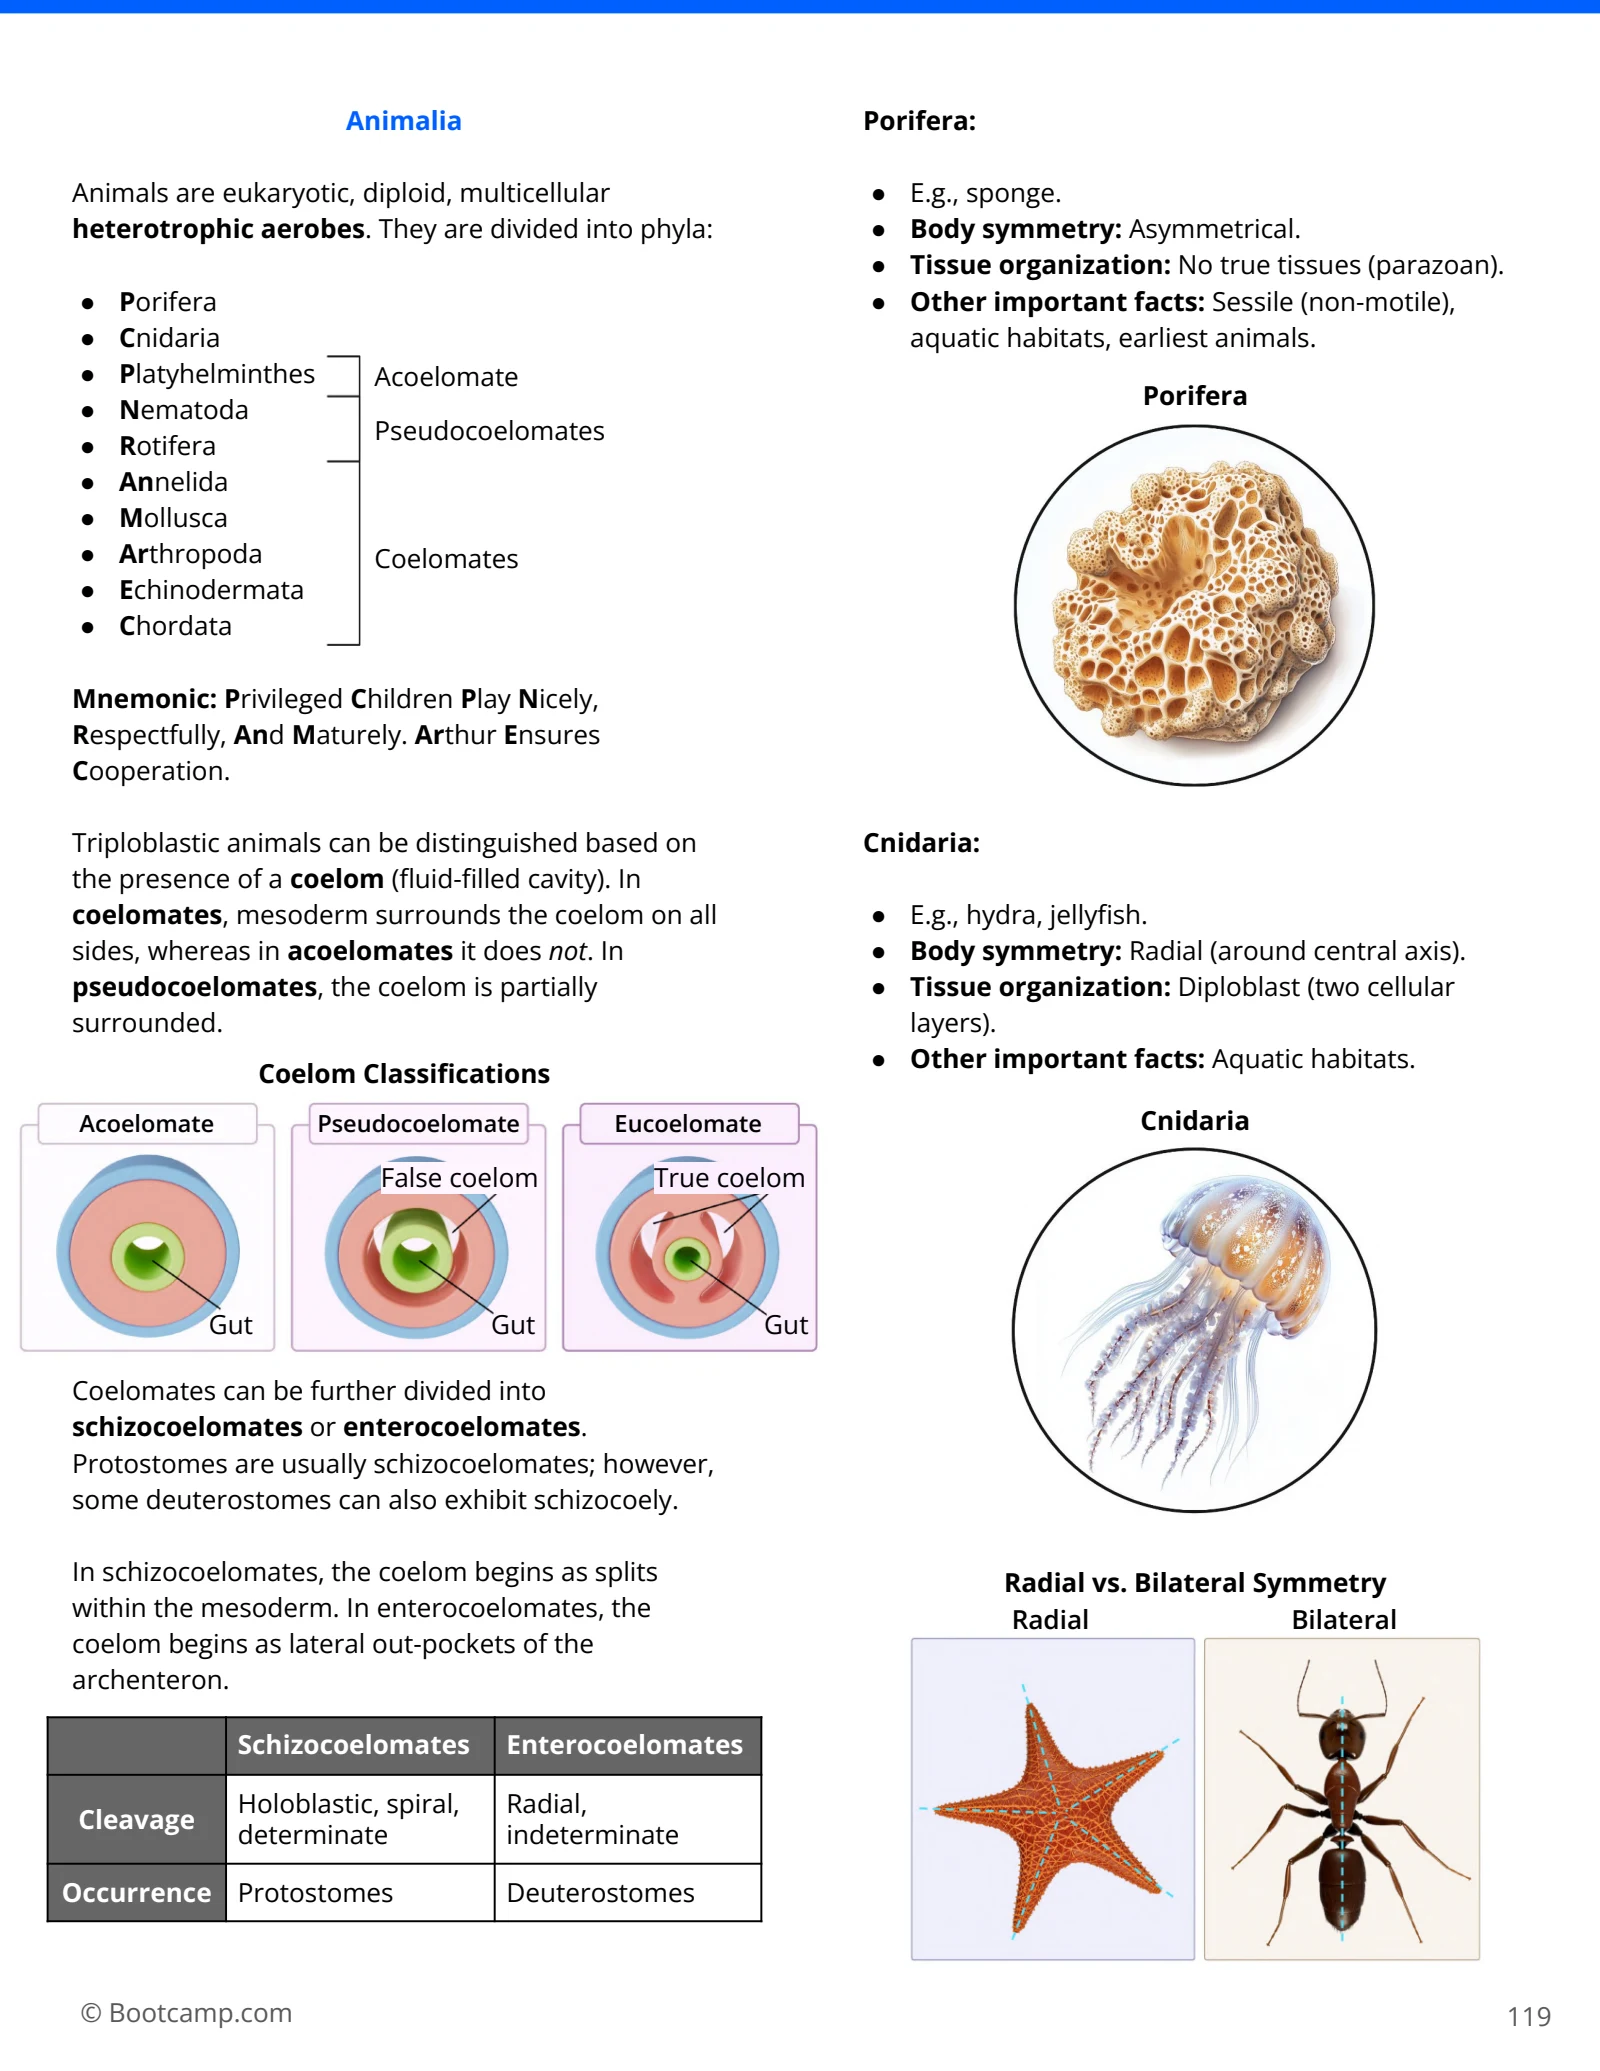 Animalia
Animals are eukaryotic, diploid, multicellular
heterotrophic aerobes. They are divided into phyla:
● Porifera
● Cnidaria
● Platyhelminthes
● Nematoda
● Rotifera
● Annelida
● Mollusca
● Arthropoda
● Echinodermata
● Chordata
Acoelomate
Pseudocoelomates
Coelomates
Mnemonic: Privileged Children Play Nicely,
Respectfully, And Maturely. Arthur Ensures
Cooperation.
Triploblastic animals can be distinguished based on
the presence of a coelom (fluid-filled cavity). In
coelomates, mesoderm surrounds the coelom on all
sides, whereas in acoelomates it does not. In
pseudocoelomates, the coelom is partially
surrounded.
Coelom Classifications
Acoelomate
Gut
Pseudocoelomate
False coelom
Gut
Eucoelomate
True coelom
Gut
Coelomates can be further divided into
schizocoelomates or enterocoelomates.
Protostomes are usually schizocoelomates; however,
some deuterostomes can also exhibit schizocoely.
In schizocoelomates, the coelom begins as splits
within the mesoderm. In enterocoelomates, the
coelom begins as lateral out-pockets of the
archenteron.
Schizocoelomates Enterocoelomates
Cleavage
Holoblastic, spiral,
determinate
Radial,
indeterminate
Occurrence Protostomes Deuterostomes
Porifera:
● E.g., sponge.
● Body symmetry: Asymmetrical.
● Tissue organization: No true tissues (parazoan).
● Other important facts: Sessile (non-motile),
aquatic habitats, earliest animals.
Porifera
Cnidaria:
● E.g., hydra, jellyfish.
● Body symmetry: Radial (around central axis).
● Tissue organization: Diploblast (two cellular
layers).
● Other important facts: Aquatic habitats.
Cnidaria
Radial vs. Bilateral Symmetry
Radial
Bilateral
© Bootcamp.com
119